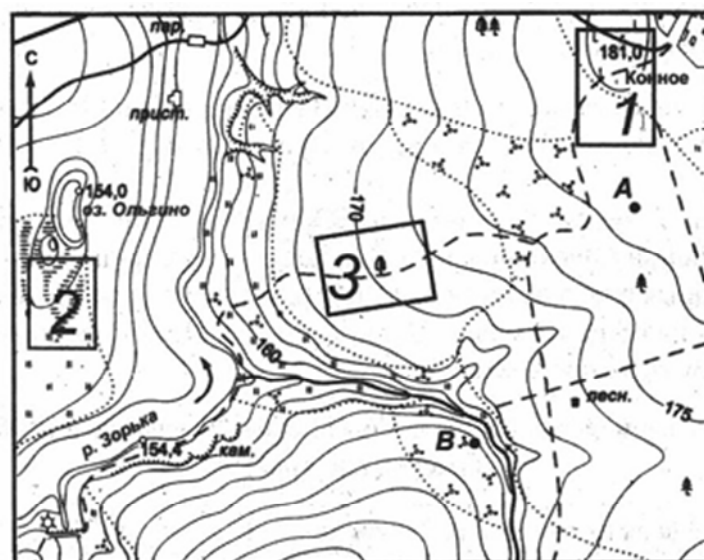 пар.
С
181,0
Конное
1
прист.
Ю
154,0
оз. Ольгино
А
170
3
2
160
лесн.
175
р. Зорька
154,4
кам.
В